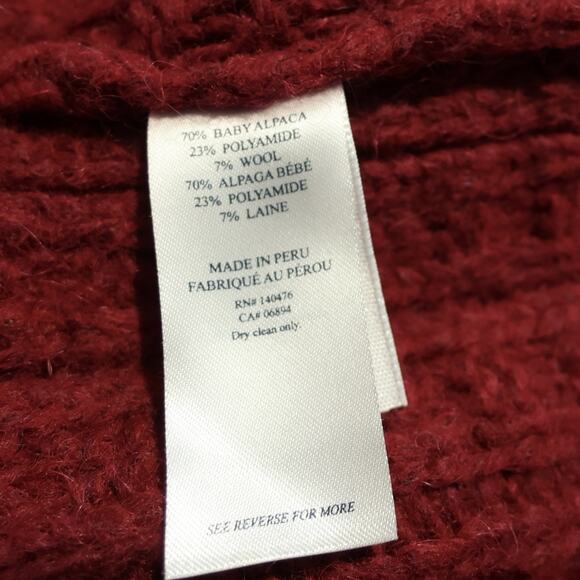 70% BABY ALPACA
23% POLYAMIDE
7% WOOL
70% ALPAGA BÉBÉ
23% POLYAMIDE
7% LAINE
MADE IN PERU
FABRIQUÉ AU PÉROU
RN# 140476
CA# 06894
Dry clean only.
SEE REVERSE FOR MORE